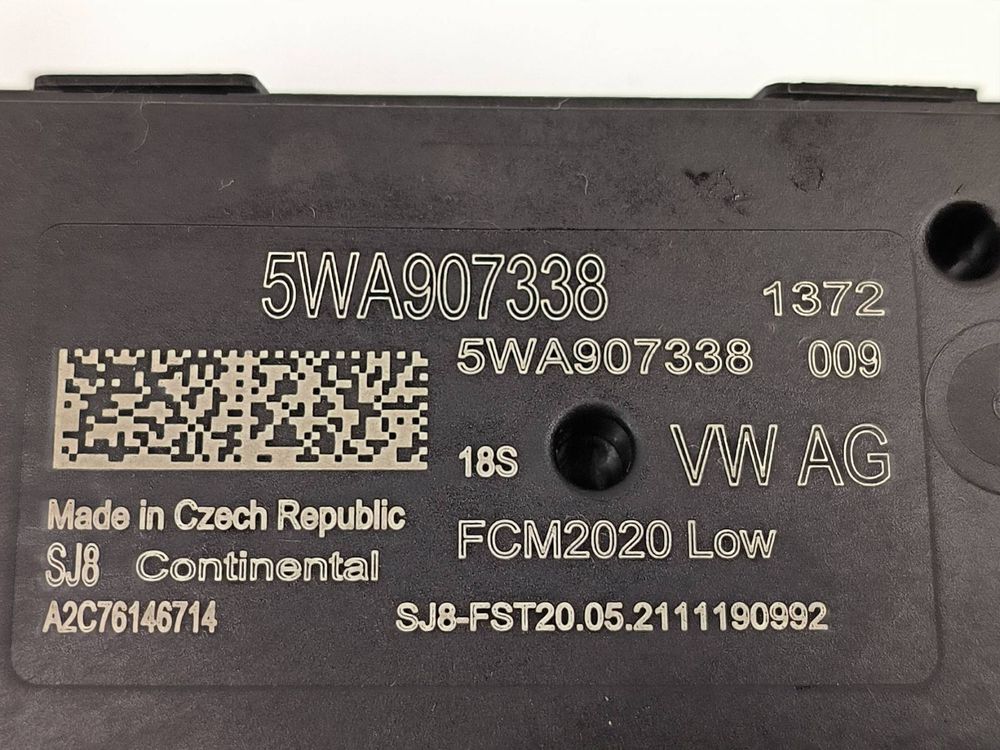 5WA907338 1372
5WA907338 009
18S VW AG
Made in Czech Republic
FCM2020 Low
SJ8 Continental
A2C76146714 SJ8-FST20.05.2111190992